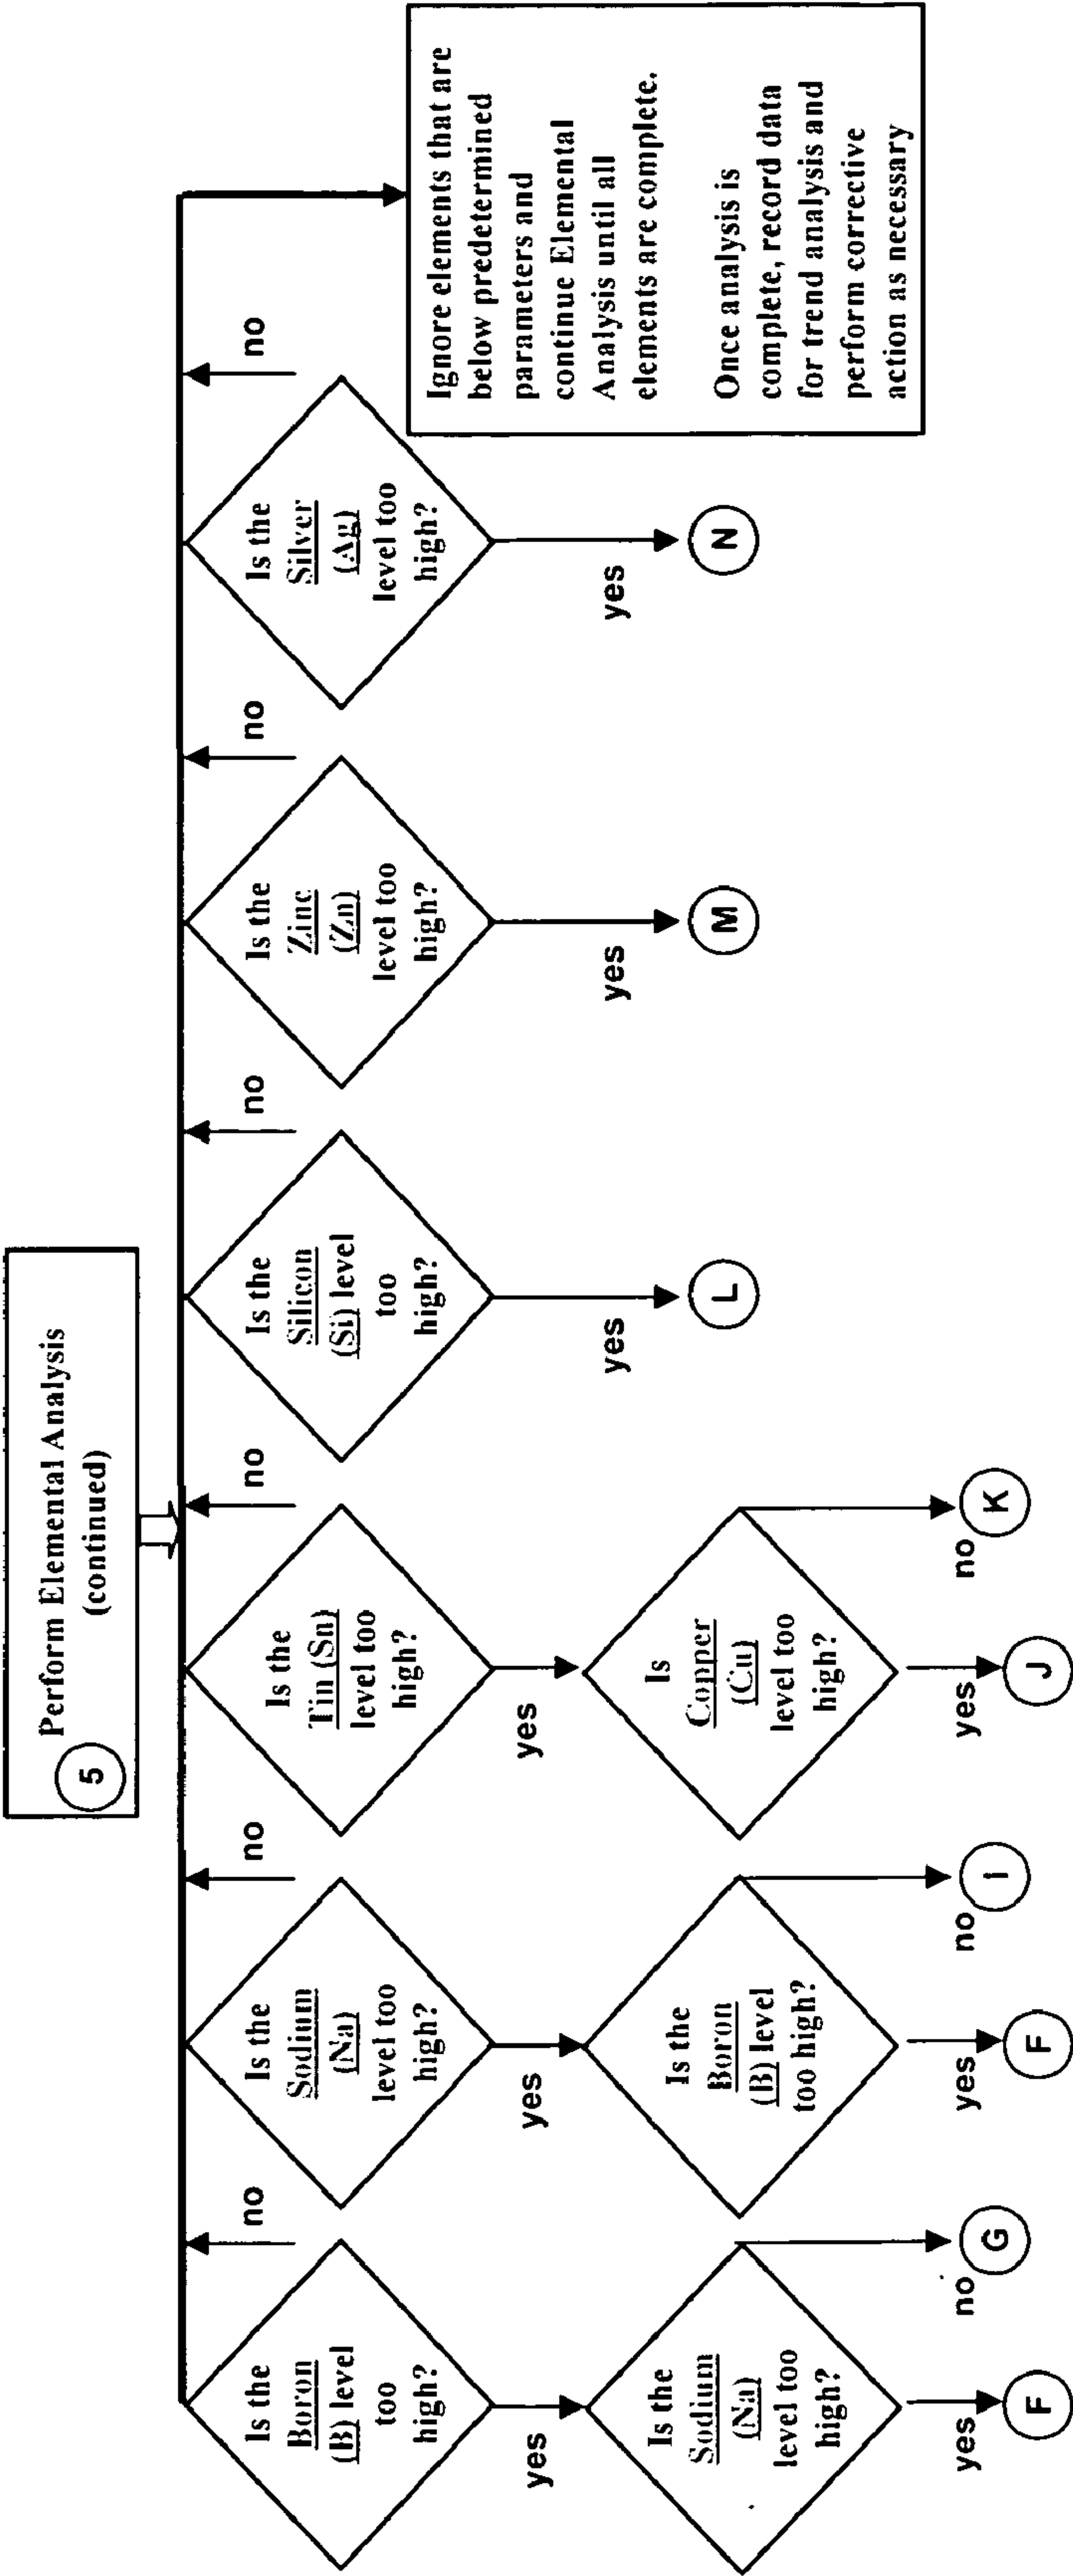 Perform Elemental Analysis
(continued)
5
Is the
Boron
(B) level
too
high?
no
yes
Is the
Sodium
(Na)
level too
high?
no
G
yes
F
Is the
Sodium
(Na)
level too
high?
no
yes
Is the
Boron
(B) level
too high?
no
I
yes
F
Is the
Tin (Sn)
level too
high?
no
yes
Is
Copper
(Cu)
level too
high?
no
K
yes
J
Is the
Silicon
(Si) level
too
high?
no
yes
L
Is the
Zinc
(Zn)
level too
high?
no
yes
M
Is the
Silver
(Ag)
level too
high?
no
yes
N
Ignore elements that are
below predetermined
parameters and
continue Elemental
Analysis until all
elements are complete.
Once analysis is
complete, record data
for trend analysis and
perform corrective
action as necessary